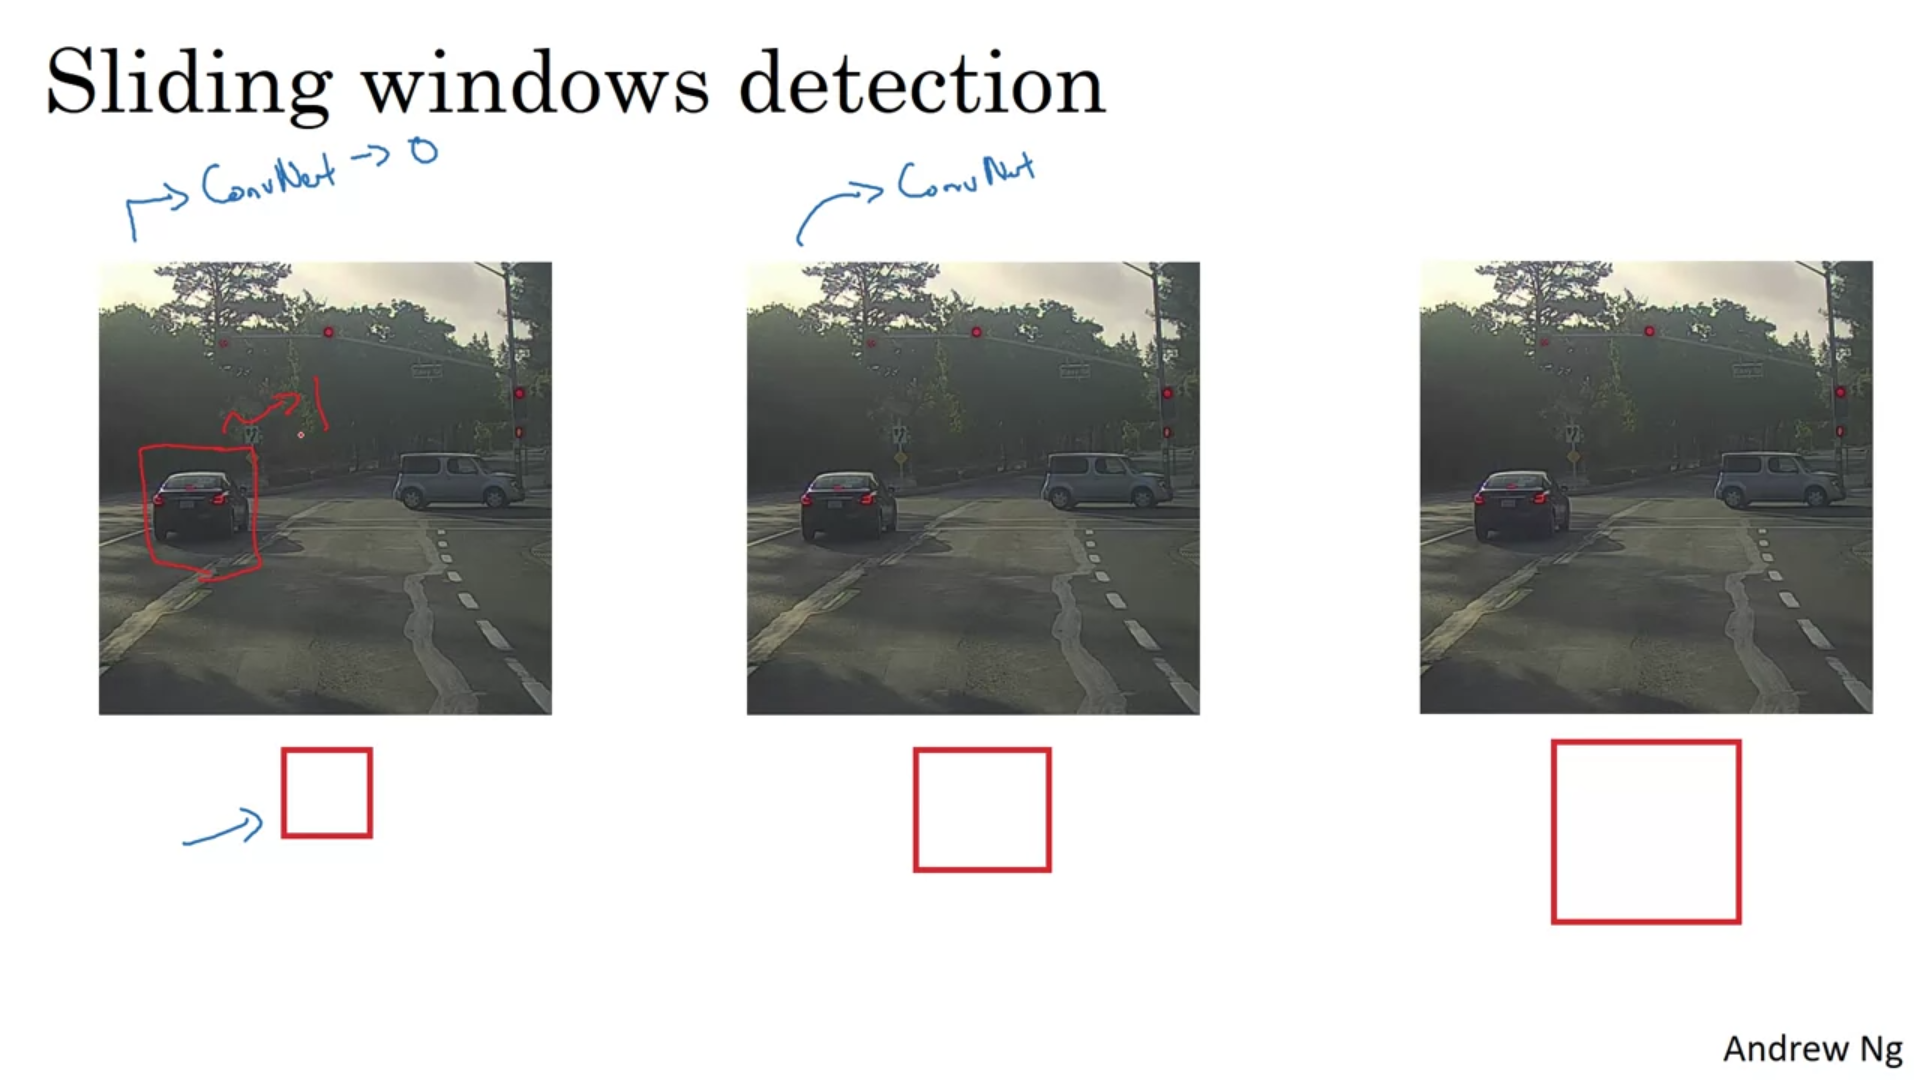 Sliding windows detection
ConvNet → 0
ConvNet
1
Andrew Ng